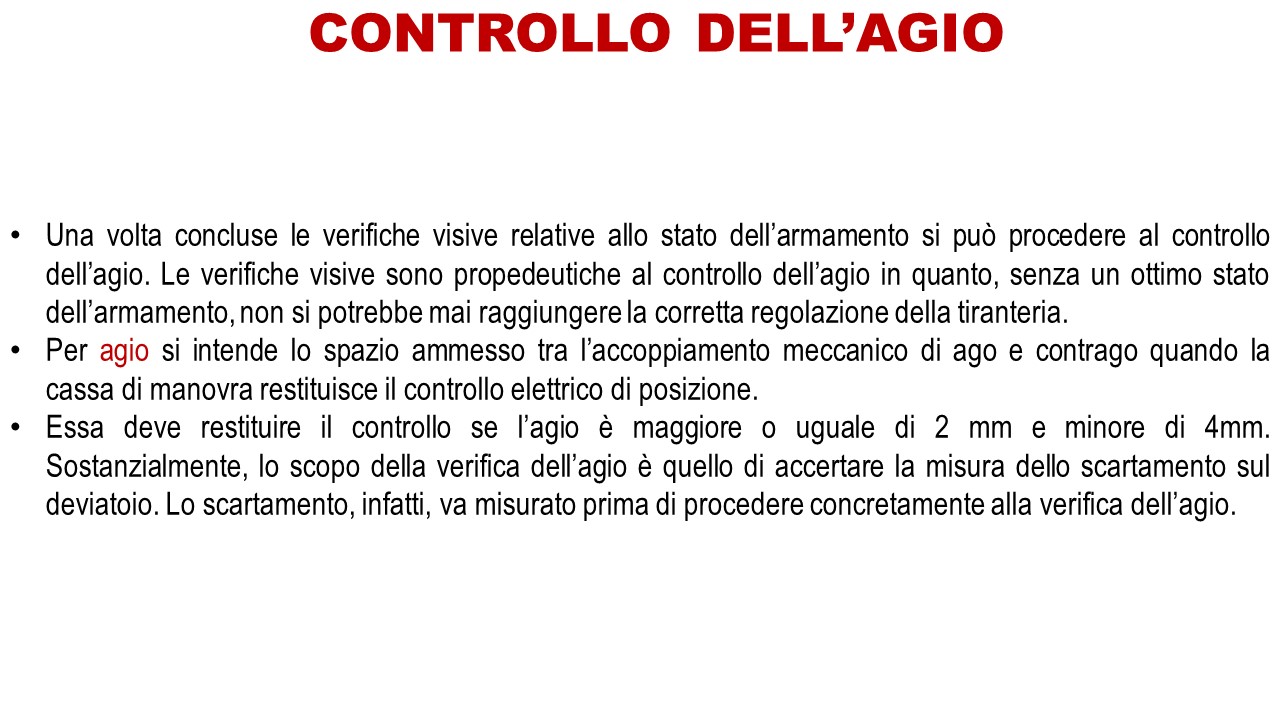 CONTROLLO DELL’AGIO
• Una volta concluse le verifiche visive relative allo stato dell’armamento si può procedere al controllo
dell’agio. Le verifiche visive sono propedeutiche al controllo dell’agio in quanto, senza un ottimo stato
dell’armamento, non si potrebbe mai raggiungere la corretta regolazione della tiranteria.
• Per agio si intende lo spazio ammesso tra l’accoppiamento meccanico di ago e contrago quando la
cassa di manovra restituisce il controllo elettrico di posizione.
• Essa deve restituire il controllo se l’agio è maggiore o uguale di 2 mm e minore di 4mm.
Sostanzialmente, lo scopo della verifica dell’agio è quello di accertare la misura dello scartamento sul
deviatoio. Lo scartamento, infatti, va misurato prima di procedere concretamente alla verifica dell’agio.